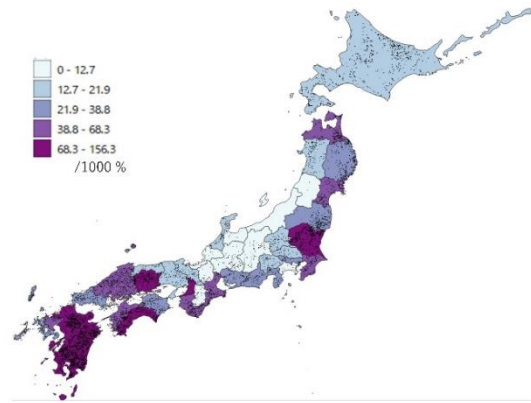 0 - 12.7
12.7 - 21.9
21.9 - 38.8
38.8 - 68.3
68.3 - 156.3
/1000 %